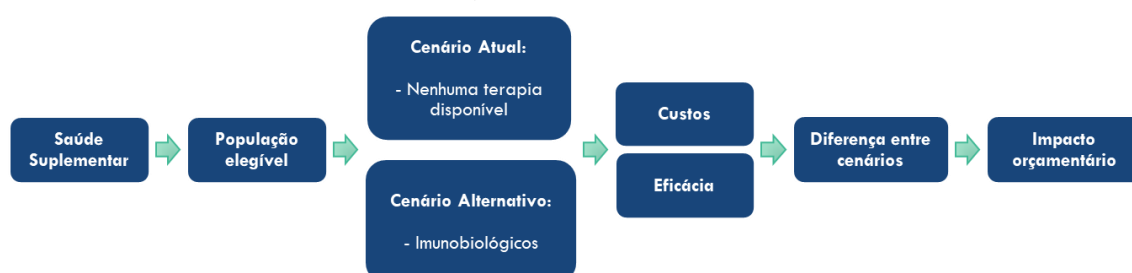 Saúde
Suplementar
População
elegível
Cenário Atual:
- Nenhuma terapia
disponível
Cenário Alternativo:
- Imunobiológicos
Custos
Eficácia
Diferença entre
cenários
Impacto
orçamentário